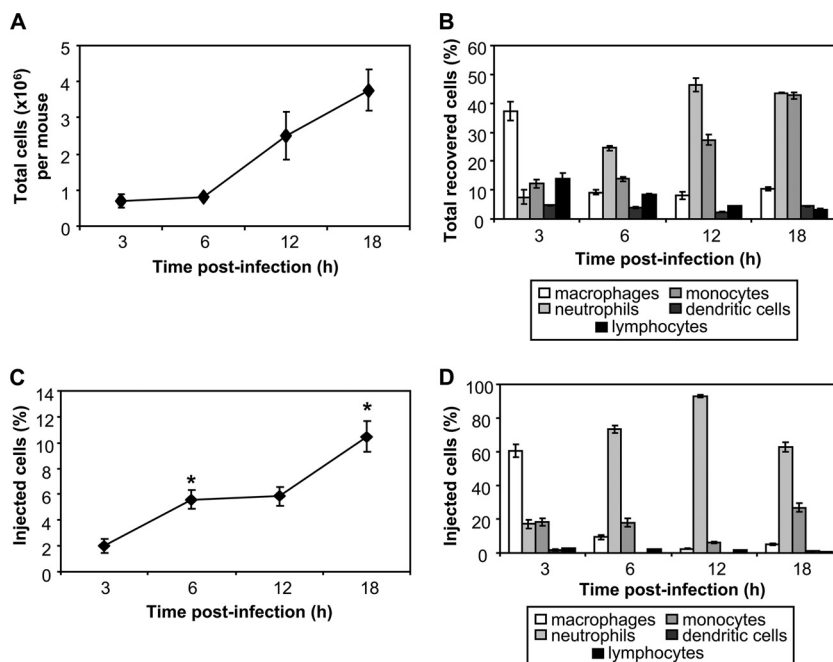 A
Total cells (x10⁶)
per mouse
5
4
3
2
1
0
3 6 12 18
Time post-infection (h)
B
Total recovered cells (%)
60
50
40
30
20
10
0
3 6 12 18
Time post-infection (h)
macrophages monocytes
neutrophils dendritic cells
lymphocytes
C
Injected cells (%)
14
12
10
8
6
4
2
0
* *
3 6 12 18
Time post-infection (h)
D
Injected cells (%)
100
80
60
40
20
0
3 6 12 18
Time post-infection (h)
macrophages monocytes
neutrophils dendritic cells
lymphocytes